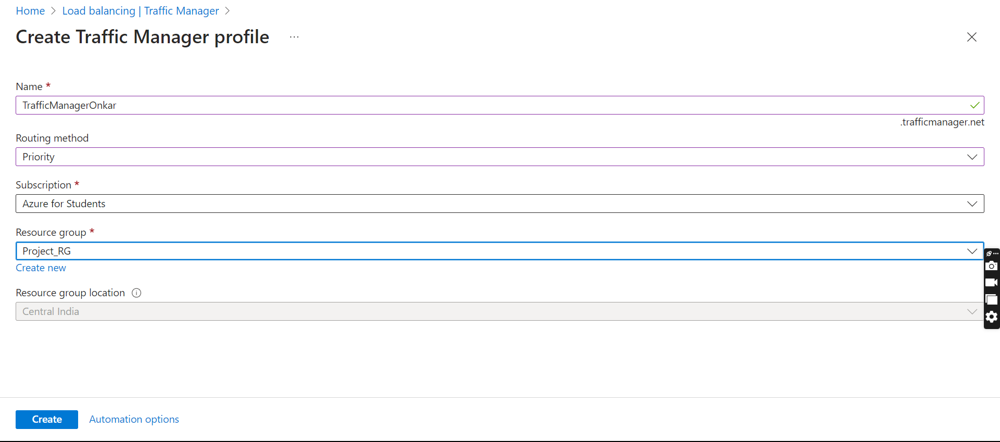 Home > Load balancing | Traffic Manager >
Create Traffic Manager profile ...
Name *
TrafficManagerOnkar
.trafficmanager.net
Routing method
Priority
Subscription *
Azure for Students
Resource group *
Project_RG
Create new
Resource group location
Central India
Create Automation options